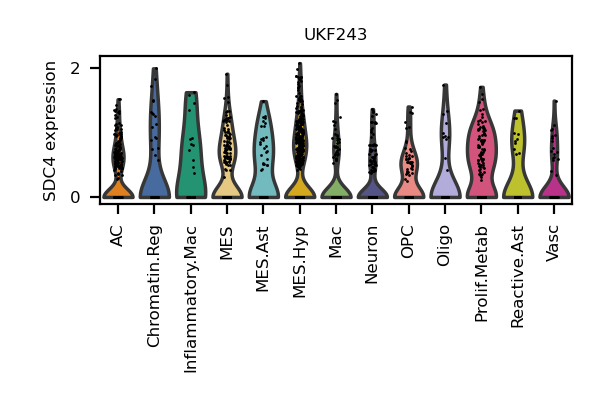 UKF243
SDC4 expression
2
0
AC
Chromatin.Reg
Inflammatory.Mac
MES
MES.Ast
MES.Hyp
Mac
Neuron
OPC
Oligo
Prolif.Metab
Reactive.Ast
Vasc